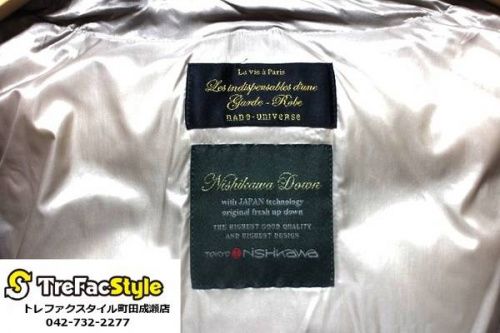 La vie à Paris
Les indispensables d'une
Garde-Robe
nano·universe
Nishikawa Down
with JAPAN technology
original fresh up down
THE HIGHEST GOOD QUALITY
AND HIGHEST DESIGN
TOKYO NISHIKAWA
TreFacStyle
トレファクスタイル町田成瀬店
042-732-2277